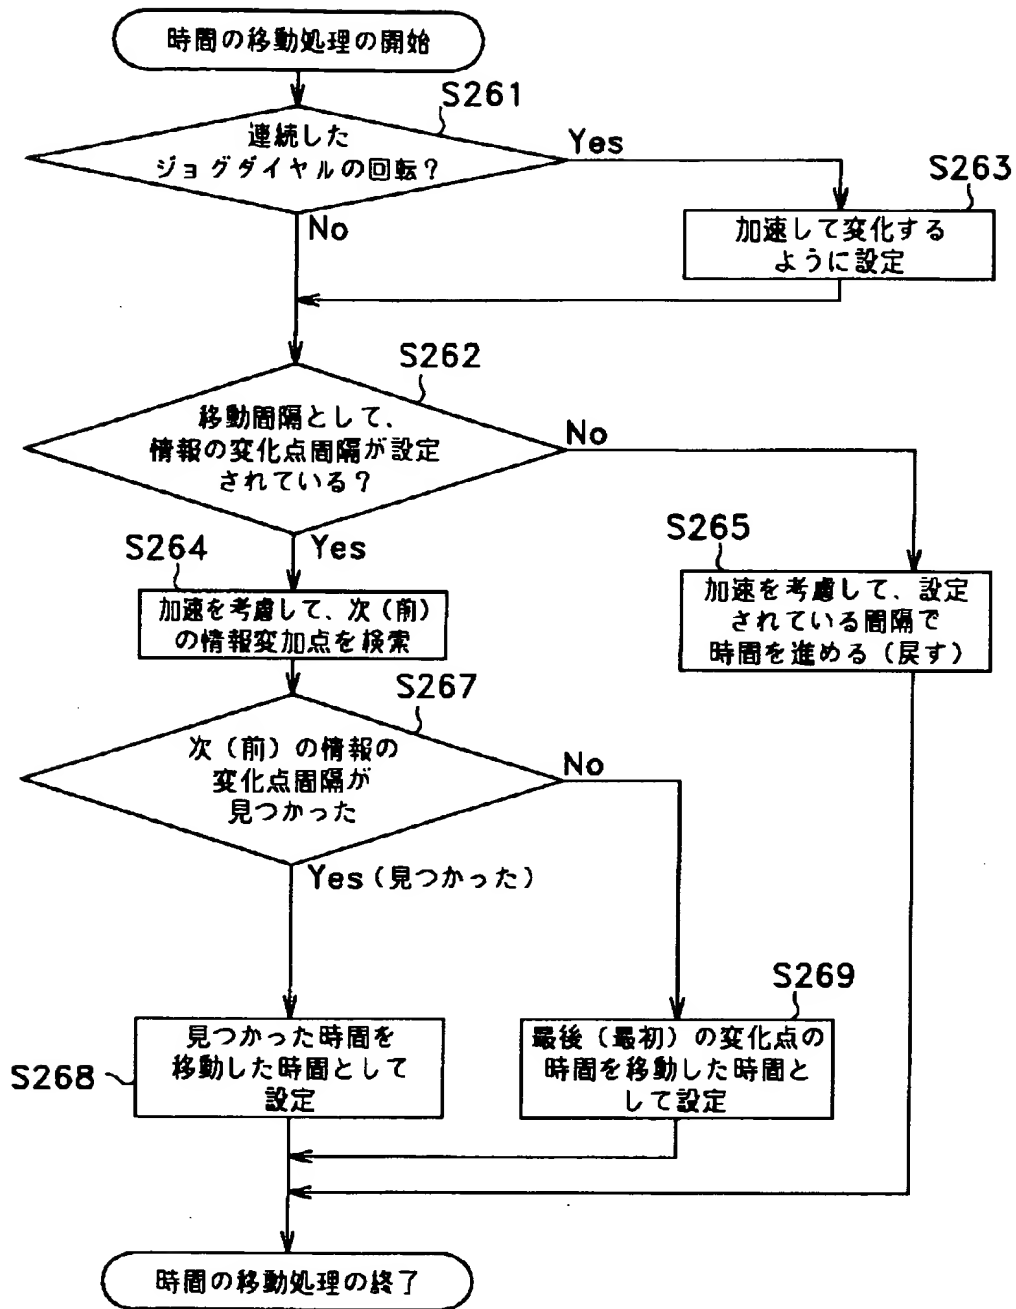 時間の移動処理の開始
S261
連続した
ジョグダイヤルの回転？
Yes
No
S263
加速して変化する
ように設定
S262
移動間隔として、
情報の変化点間隔が設定
されている？
No
Yes
S264
加速を考慮して、次（前）
の情報変加点を検索
S265
加速を考慮して、設定
されている間隔で
時間を進める（戻す）
S267
次（前）の情報の
変化点間隔が
見つかった
No
Yes（見つかった）
S268
見つかった時間を
移動した時間として
設定
S269
最後（最初）の変化点の
時間を移動した時間と
して設定
時間の移動処理の終了